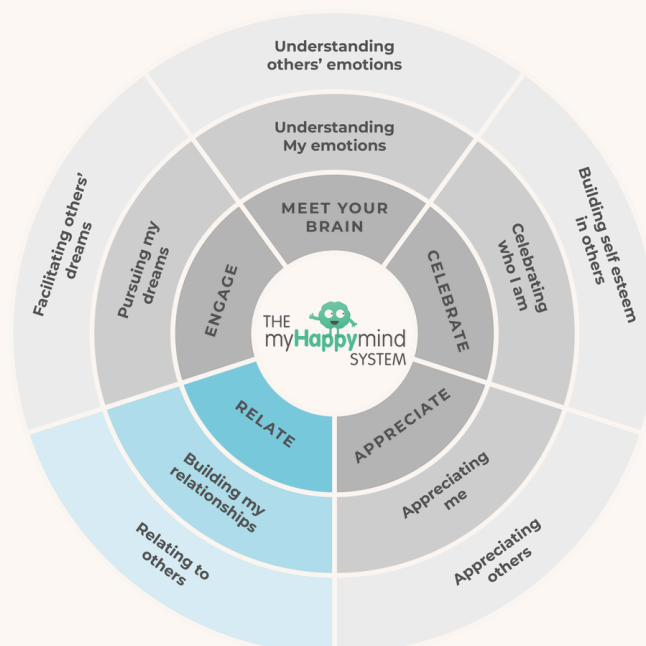 Understanding
others' emotions
Understanding
My emotions
MEET YOUR
BRAIN
Building self esteem
in others
Celebrating
who I am
CELEBRATE
Facilitating others'
dreams
Pursuing my
dreams
ENGAGE
THE
myHappymind
SYSTEM
RELATE
Building my
relationships
Relating to
others
APPRECIATE
Appreciating
me
Appreciating
others